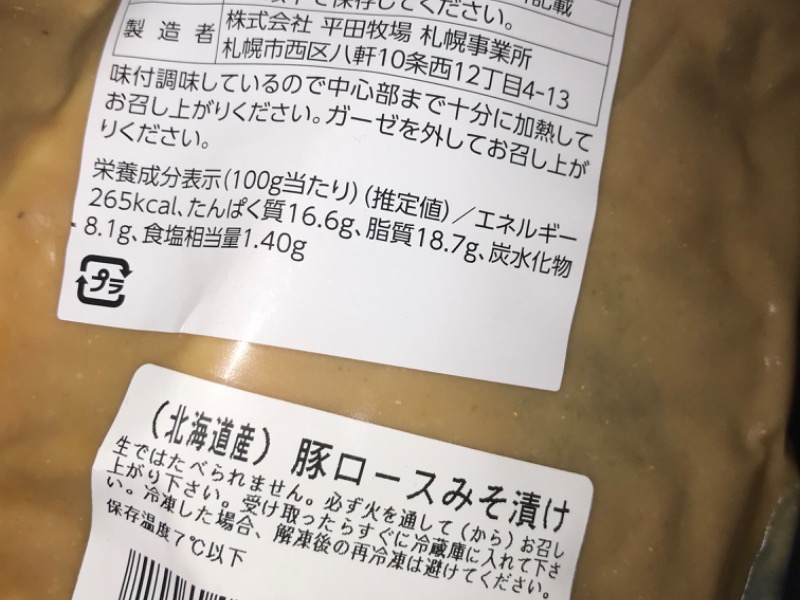 保存してください。
記載
製造者
株式会社 平田牧場 札幌事業所
札幌市西区八軒10条西12丁目4-13
味付調味しているので中心部まで十分に加熱して
お召し上がりください。ガーゼを外してお召し上が
りください。
栄養成分表示(100g当たり)(推定値)／エネルギー
265kcal、たんぱく質16.6g、脂質18.7g、炭水化物
8.1g、食塩相当量1.40g
プラ
(北海道産) 豚ロースみそ漬け
生ではたべられません。必ず火を通して(から)お召し
上がり下さい。受け取ったらすぐに冷蔵庫に入れて下さ
い。冷凍した場合、解凍後の再冷凍は避けてください。
保存温度7℃以下